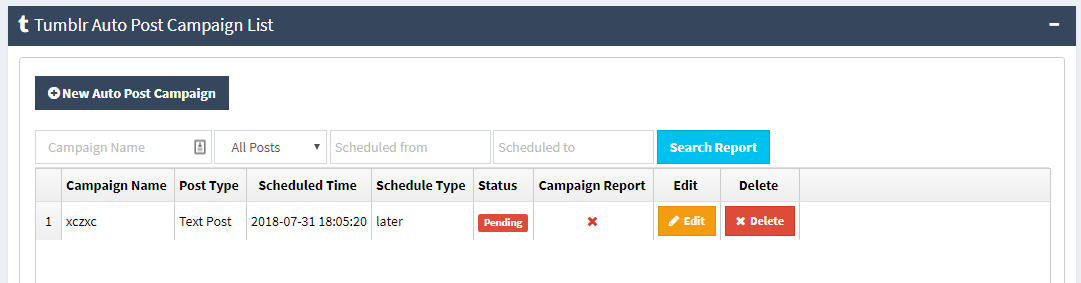 Tumblr Auto Post Campaign List
New Auto Post Campaign
Campaign Name All Posts Scheduled from Scheduled to Search Report
Campaign Name Post Type Scheduled Time Schedule Type Status Campaign Report Edit Delete
1 xczxc Text Post 2018-07-31 18:05:20 later Pending Edit Delete